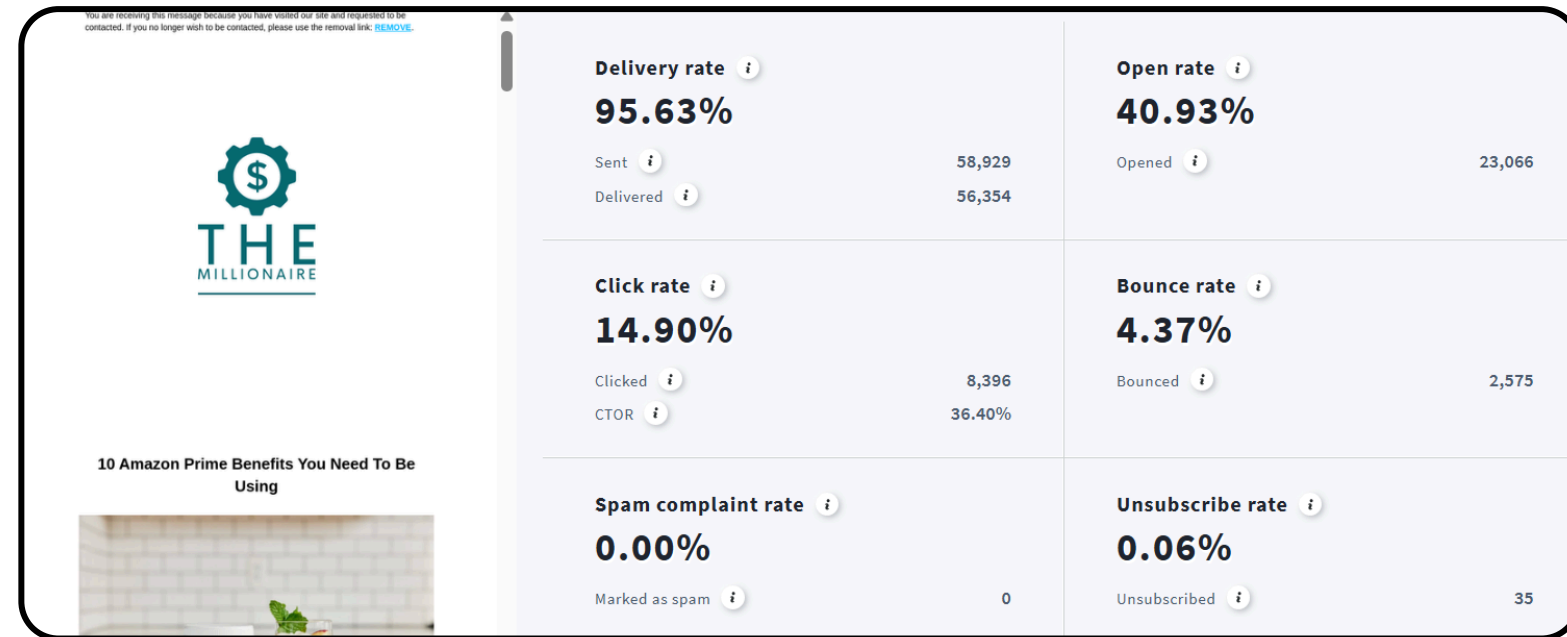 You are receiving this message because you have visited our site and requested to be
contacted. If you no longer wish to be contacted, please use the removal link: REMOVE.
$
THE
MILLIONAIRE
10 Amazon Prime Benefits You Need To Be
Using
Delivery rate i
95.63%
Sent i 58,929
Delivered i 56,354
Open rate i
40.93%
Opened i 23,066
Click rate i
14.90%
Clicked i 8,396
CTOR i 36.40%
Bounce rate i
4.37%
Bounced i 2,575
Spam complaint rate i
0.00%
Marked as spam i 0
Unsubscribe rate i
0.06%
Unsubscribed i 35